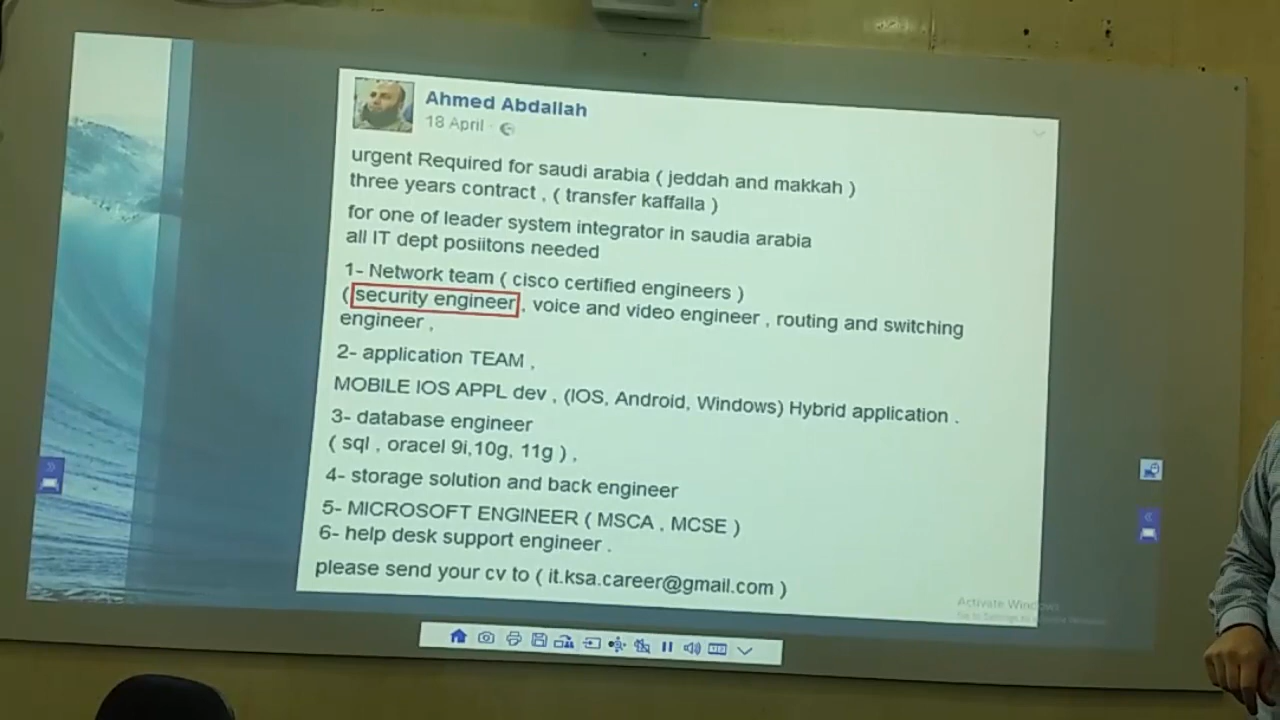 Ahmed Abdallah
18 April ·
urgent Required for saudi arabia ( jeddah and makkah )
three years contract , ( transfer kaffalla )
for one of leader system integrator in saudia arabia
all IT dept posiitons needed
1- Network team ( cisco certified engineers )
( security engineer , voice and video engineer , routing and switching
engineer ,
2- application TEAM ,
MOBILE IOS APPL dev , (IOS, Android, Windows) Hybrid application .
3- database engineer
( sql , oracel 9i,10g, 11g ) ,
4- storage solution and back engineer
5- MICROSOFT ENGINEER ( MSCA , MCSE )
6- help desk support engineer .
please send your cv to ( it.ksa.career@gmail.com )
Activate Windows